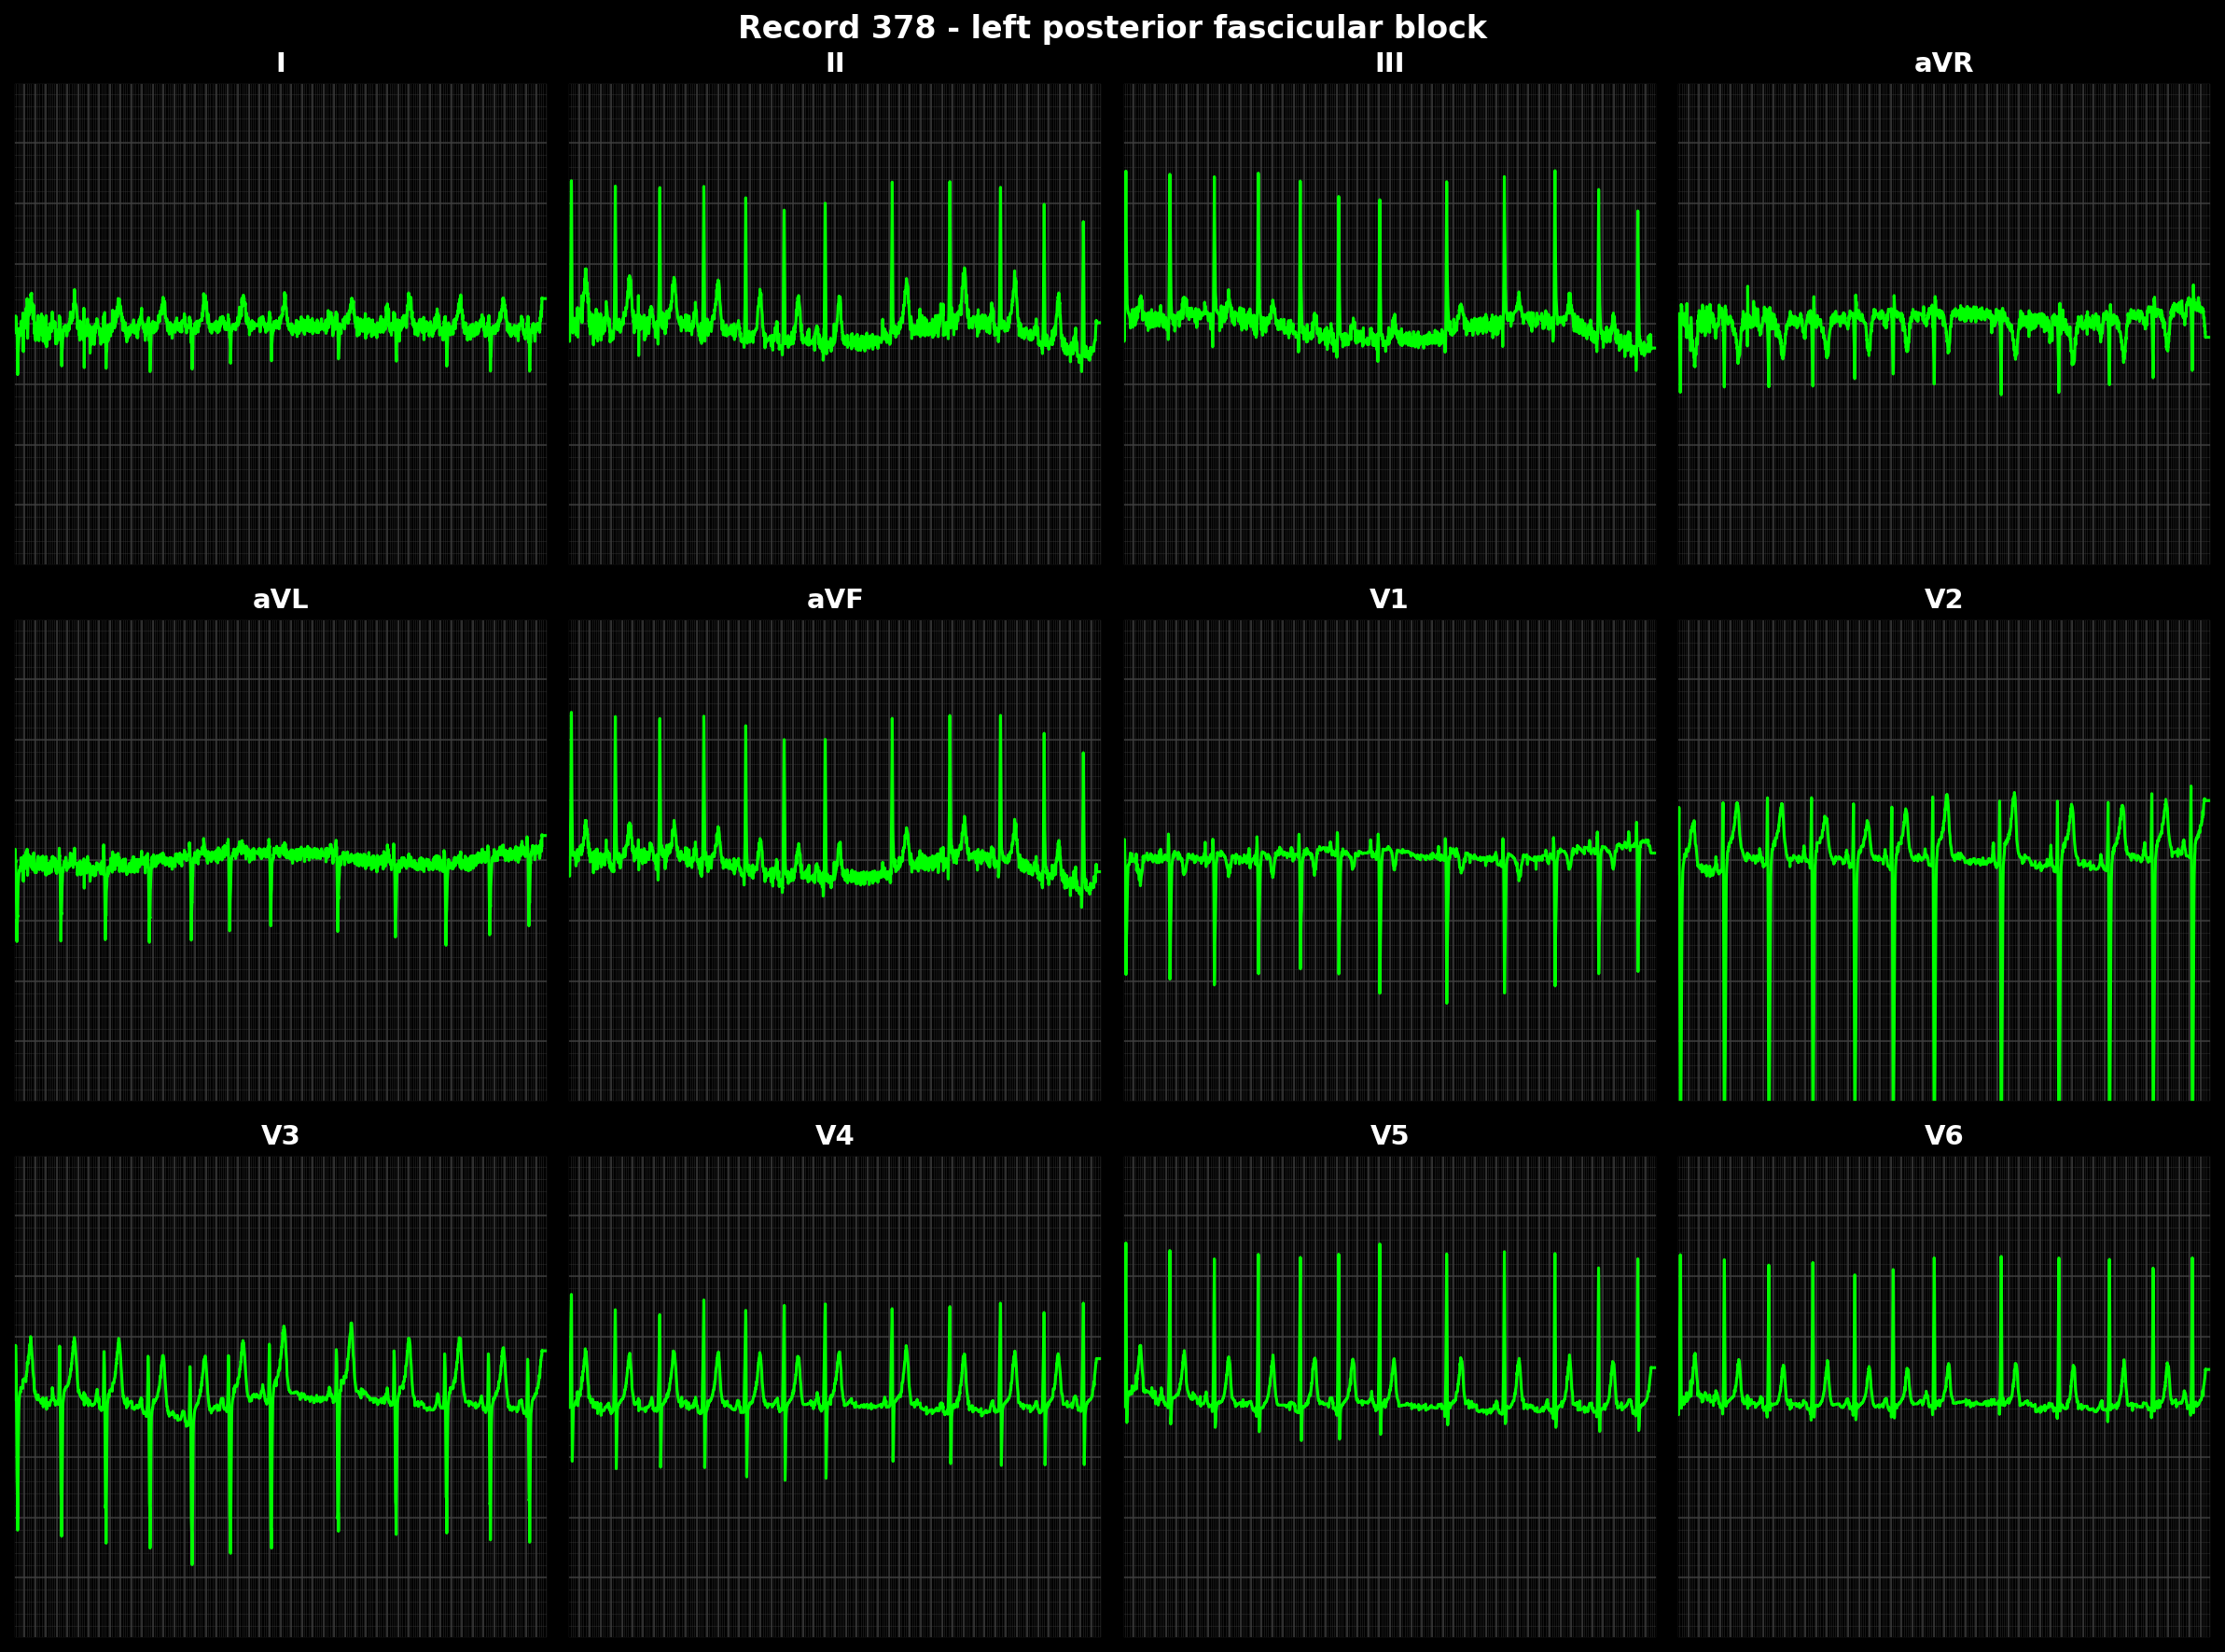 Record 378 - left posterior fascicular block
I
II
III
aVR
aVL
aVF
V1
V2
V3
V4
V5
V6